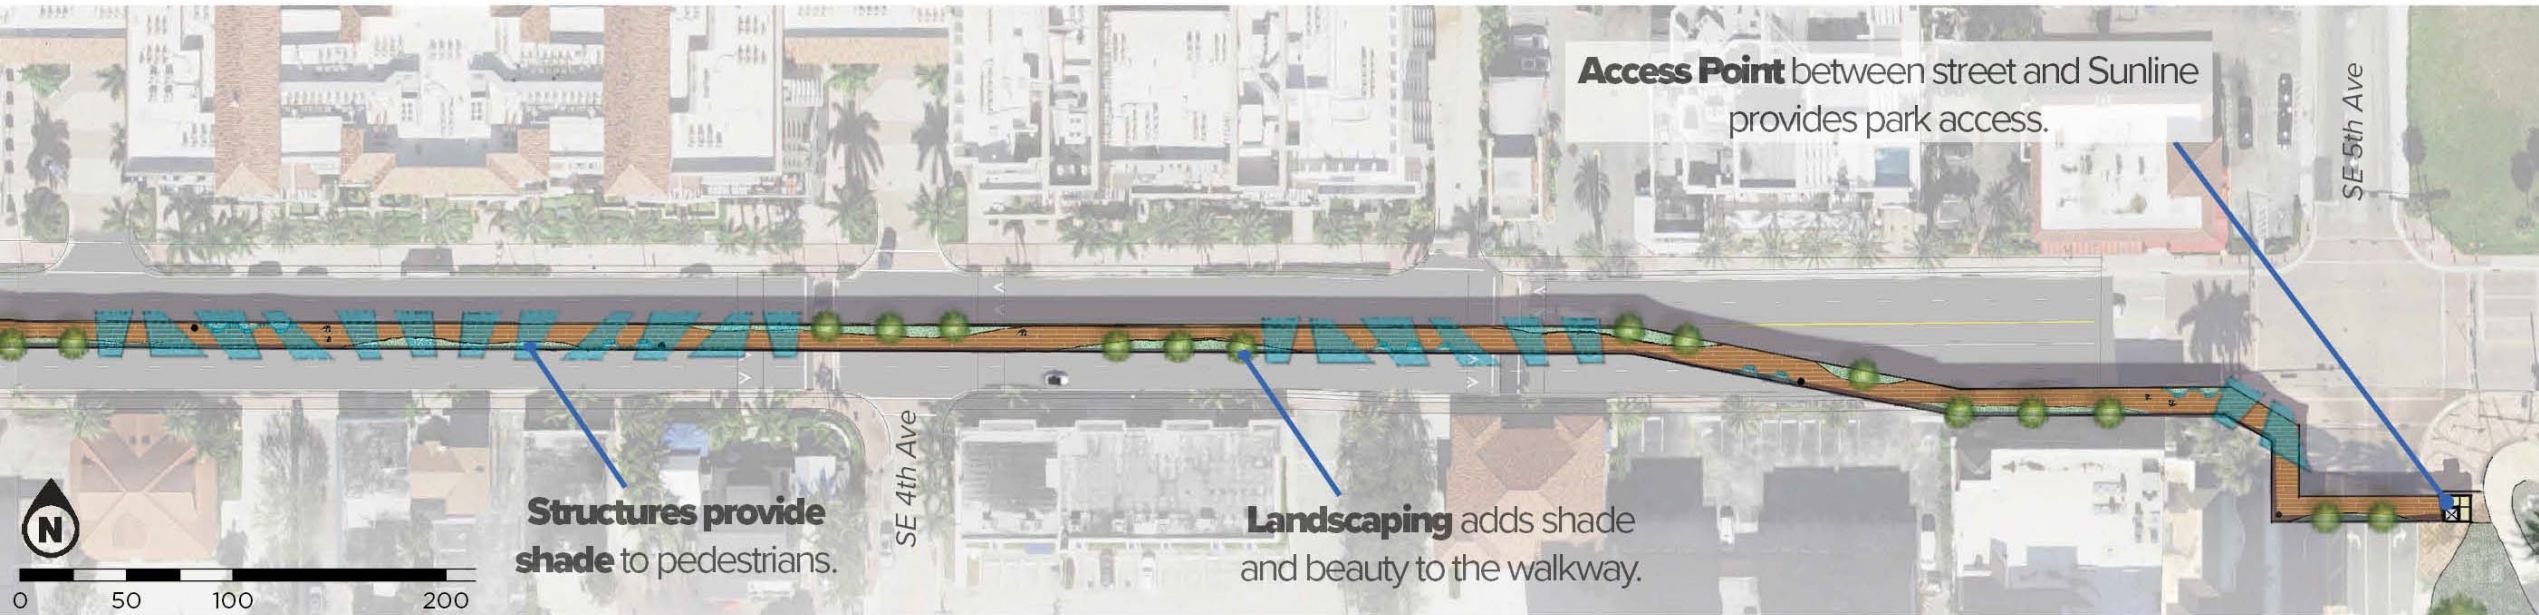 Access Point between street and Sunline
provides park access.
SE 5th Ave
Structures provide
shade to pedestrians.
SE 4th Ave
Landscaping adds shade
and beauty to the walkway.
N
0 50 100 200